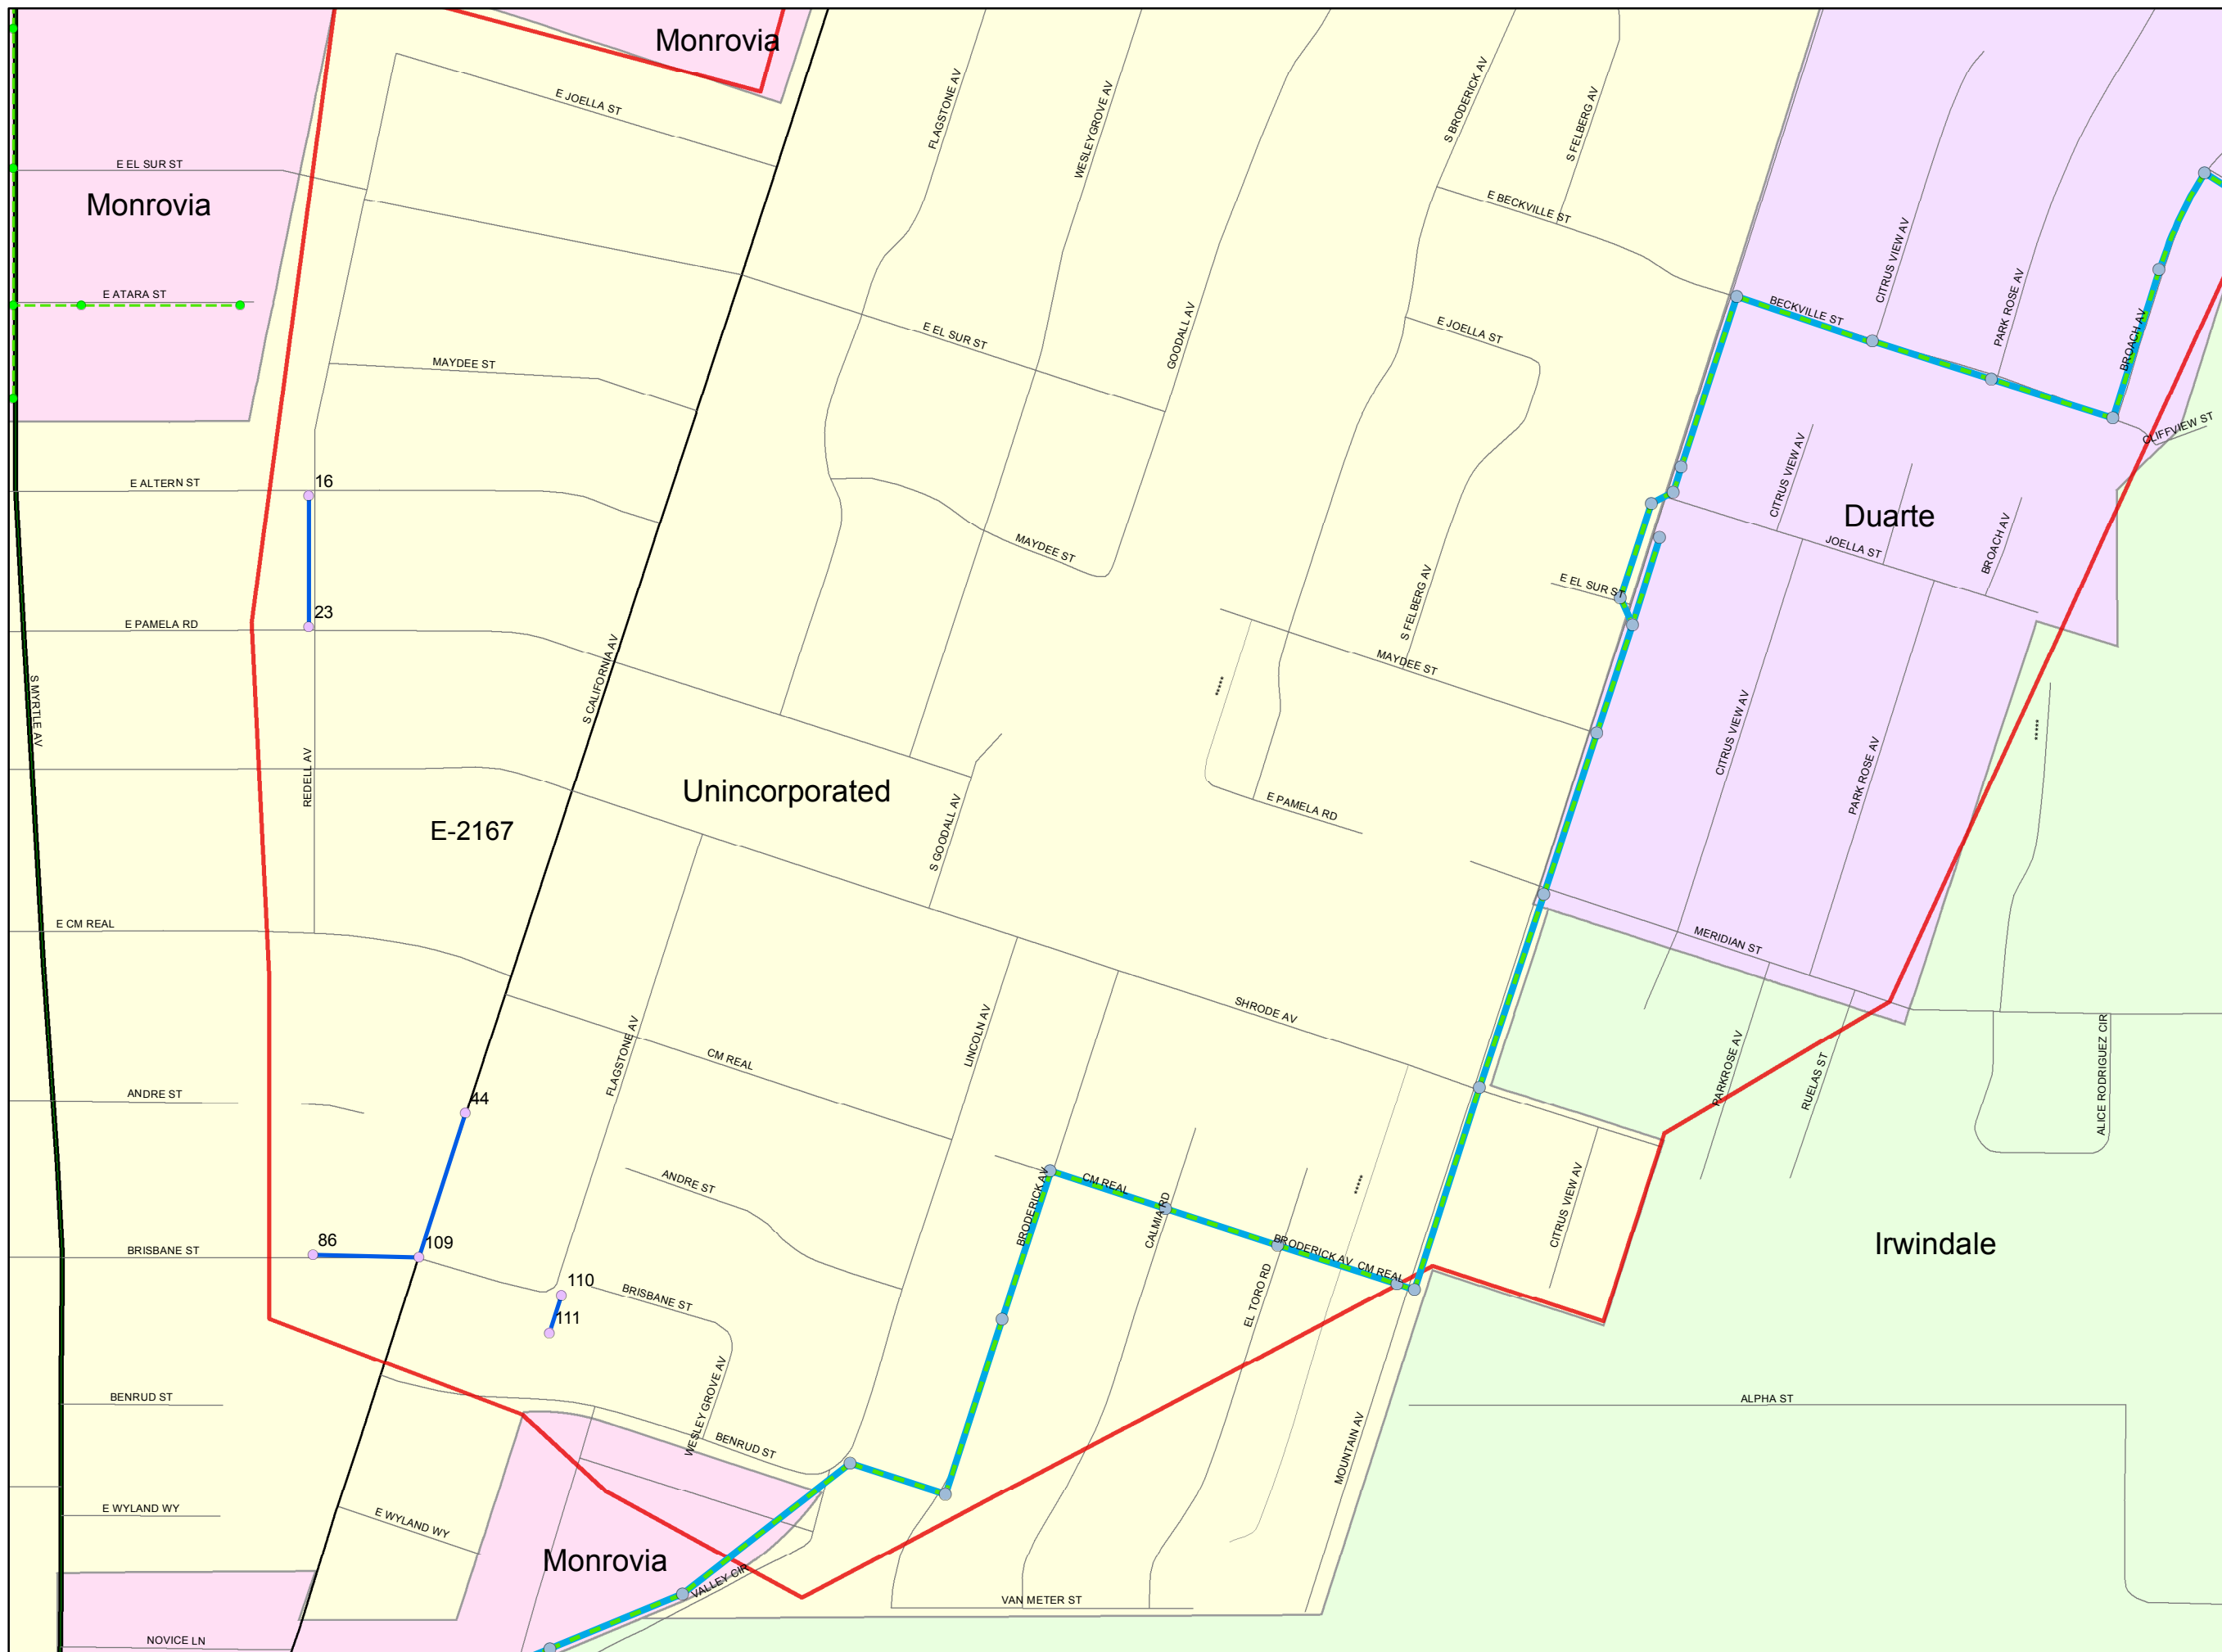 Monrovia
E JOELLA ST
FLAGSTONE AV
WESLEYGROVE AV
S BRODERICK AV
S FELBERG AV
E EL SUR ST
Monrovia
E BECKVILLE ST
CITRUS VIEW AV
PARK ROSE AV
E ATARA ST
BECKVILLE ST
BROACH AV
E EL SUR ST
GOODALL AV
E JOELLA ST
MAYDEE ST
CLIFFVIEW ST
E ALTERN ST
16
CITRUS VIEW AV
Duarte
MAYDEE ST
JOELLA ST
BROACH AV
E EL SUR ST
S FELBERG AV
23
E PAMELA RD
S CALIFORNIA AV
MAYDEE ST
S MYRTLE AV
*****
*****
CITRUS VIEW AV
PARK ROSE AV
REDELL AV
Unincorporated
E PAMELA RD
E-2167
S GOODALL AV
E CM REAL
MERIDIAN ST
SHRODE AV
LINCOLN AV
FLAGSTONE AV
CM REAL
PARKROSE AV
RUELAS ST
ALICE RODRIGUEZ CIR
ANDRE ST
44
ANDRE ST
CM REAL
BRODERICK AV
CALMIA RD
*****
CITRUS VIEW AV
86
109
BRISBANE ST
BRODERICK AV
CM REAL
Irwindale
110
BRISBANE ST
EL TORO RD
111
WESLEY GROVE AV
BENRUD ST
ALPHA ST
BENRUD ST
MOUNTAIN AV
E WYLAND WY
E WYLAND WY
Monrovia
VALLEY CIR
VAN METER ST
NOVICE LN